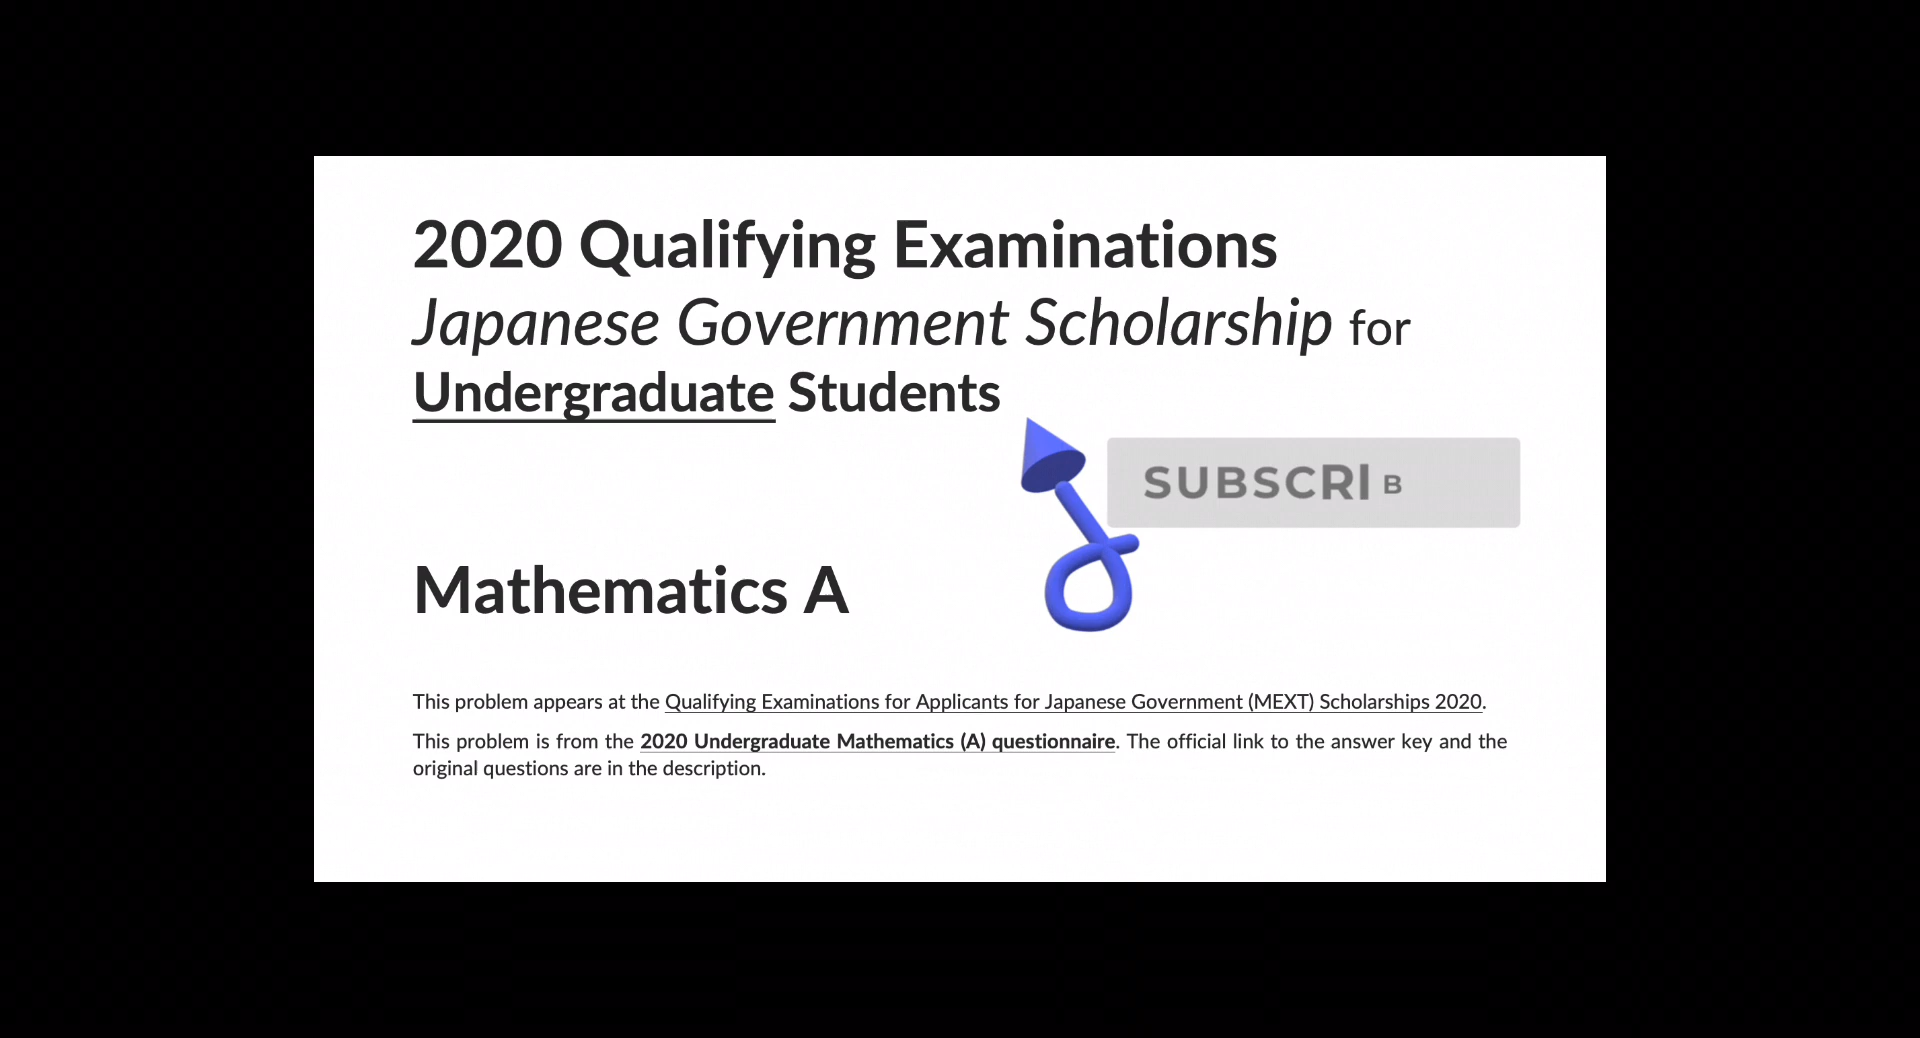 2020 Qualifying Examinations
Japanese Government Scholarship for
Undergraduate Students
SUBSCRIB
Mathematics A
This problem appears at the Qualifying Examinations for Applicants for Japanese Government (MEXT) Scholarships 2020.
This problem is from the 2020 Undergraduate Mathematics (A) questionnaire. The official link to the answer key and the
original questions are in the description.